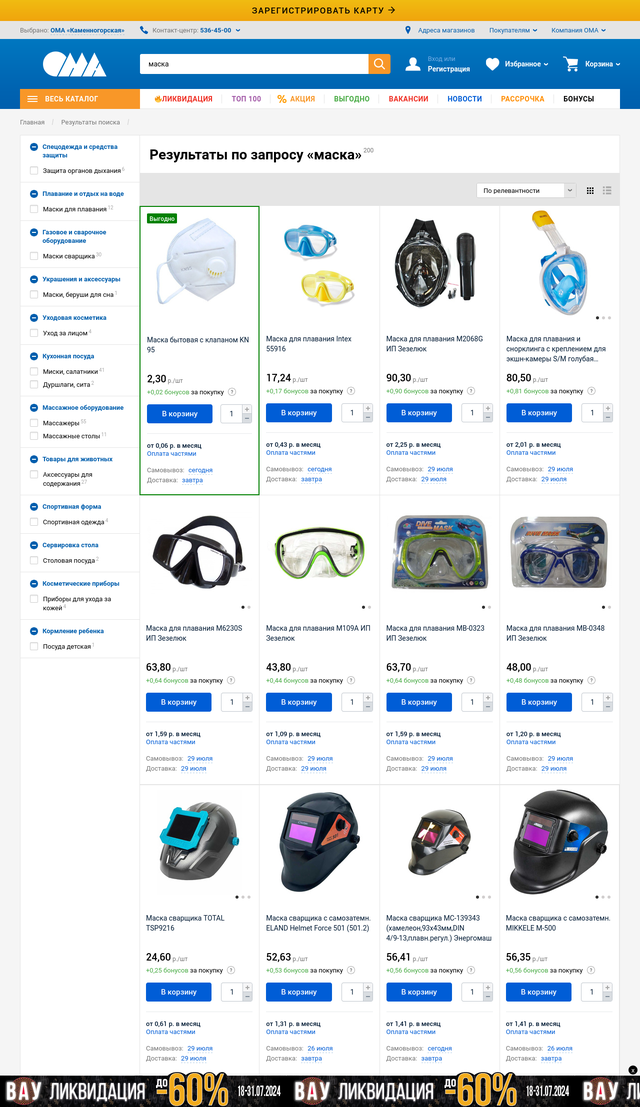 ЗАРЕГИСТРИРОВАТЬ КАРТУ →
Выбрано: ОМА «Каменногорская»
Контакт-центр: 536-45-00
Адреса магазинов
Покупателям
Компания ОМА
ОМА
маска
Вход или
Регистрация
Избранное
Корзина
ВЕСЬ КАТАЛОГ
ЛИКВИДАЦИЯ
ТОП 100
% АКЦИЯ
ВЫГОДНО
ВАКАНСИИ
НОВОСТИ
РАССРОЧКА
БОНУСЫ
Главная / Результаты поиска /
Спецодежда и средства
защиты
Защита органов дыхания
Плавание и отдых на воде
Маски для плавания
Газовое и сварочное
оборудование
Маски сварщика
Украшения и аксессуары
Маски, беруши для сна
Уходовая косметика
Уход за лицом
Кухонная посуда
Миски, салатники
Дуршлаги, сита
Массажное оборудование
Массажеры
Массажные столы
Товары для животных
Аксессуары для
содержания
Спортивная форма
Спортивная одежда
Сервировка стола
Столовая посуда
Косметические приборы
Приборы для ухода за
кожей
Кормление ребенка
Посуда детская
Результаты по запросу «маска» 200
По релевантности
Выгодно
Маска бытовая с клапаном KN
95
2,30 р./шт
+0,02 бонусов за покупку
В корзину 1
от 0,06 р. в месяц
Оплата частями
Самовывоз: сегодня
Доставка: завтра
Маска для плавания Intex
55916
17,24 р./шт
+0,17 бонусов за покупку
В корзину 1
от 0,43 р. в месяц
Оплата частями
Самовывоз: сегодня
Доставка: завтра
Маска для плавания M2068G
ИП Зезелюк
90,30 р./шт
+0,90 бонусов за покупку
В корзину 1
от 2,25 р. в месяц
Оплата частями
Самовывоз: 29 июля
Доставка: 29 июля
Маска для плавания и
снорклинга с креплением для
экшн-камеры S/M голубая...
80,50 р./шт
+0,81 бонусов за покупку
В корзину 1
от 2,01 р. в месяц
Оплата частями
Самовывоз: 29 июля
Доставка: 29 июля
Маска для плавания M6230S
ИП Зезелюк
63,80 р./шт
+0,64 бонусов за покупку
В корзину 1
от 1,59 р. в месяц
Оплата частями
Самовывоз: 29 июля
Доставка: 29 июля
Маска для плавания M109A ИП
Зезелюк
43,80 р./шт
+0,44 бонусов за покупку
В корзину 1
от 1,09 р. в месяц
Оплата частями
Самовывоз: 29 июля
Доставка: 29 июля
DIVE MASK
Маска для плавания MB-0323
ИП Зезелюк
63,70 р./шт
+0,64 бонусов за покупку
В корзину 1
от 1,59 р. в месяц
Оплата частями
Самовывоз: 29 июля
Доставка: 29 июля
Маска для плавания MB-0348
ИП Зезелюк
48,00 р./шт
+0,48 бонусов за покупку
В корзину 1
от 1,20 р. в месяц
Оплата частями
Самовывоз: 29 июля
Доставка: 29 июля
Маска сварщика TOTAL
TSP9216
24,60 р./шт
+0,25 бонусов за покупку
В корзину 1
от 0,61 р. в месяц
Оплата частями
Самовывоз: 29 июля
Доставка: 29 июля
Маска сварщика с самозатемн.
ELAND Helmet Force 501 (501.2)
52,63 р./шт
+0,53 бонусов за покупку
В корзину 1
от 1,31 р. в месяц
Оплата частями
Самовывоз: 26 июля
Доставка: завтра
Маска сварщика МС-139343
(хамелеон,93х43мм,DIN
4/9-13,плавн.регул.) Энергомаш
56,41 р./шт
+0,56 бонусов за покупку
В корзину 1
от 1,41 р. в месяц
Оплата частями
Самовывоз: сегодня
Доставка: завтра
Маска сварщика с самозатемн.
MIKKELE M-500
56,35 р./шт
+0,56 бонусов за покупку
В корзину 1
от 1,41 р. в месяц
Оплата частями
Самовывоз: 26 июля
Доставка: завтра
ВАУ ЛИКВИДАЦИЯ до -60% 18-31.07.2024 ВАУ ЛИКВИДАЦИЯ до -60% 18-31.07.2024 ВАУ ЛИ